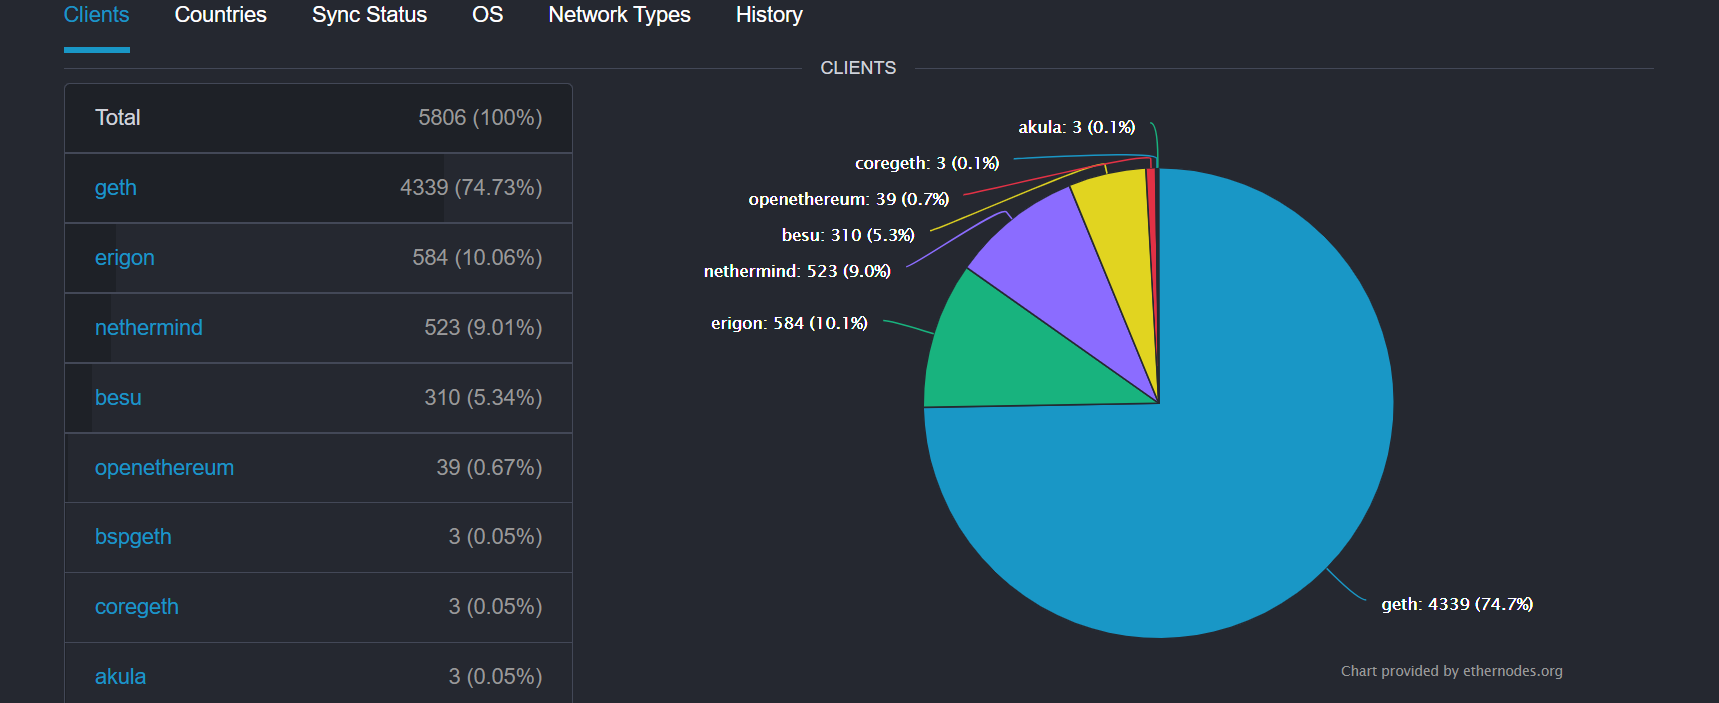 Clients Countries Sync Status OS Network Types History
CLIENTS
Total 5806 (100%)
geth 4339 (74.73%)
erigon 584 (10.06%)
nethermind 523 (9.01%)
besu 310 (5.34%)
openethereum 39 (0.67%)
bspgeth 3 (0.05%)
coregeth 3 (0.05%)
akula 3 (0.05%)
akula: 3 (0.1%)
coregeth: 3 (0.1%)
openethereum: 39 (0.7%)
besu: 310 (5.3%)
nethermind: 523 (9.0%)
erigon: 584 (10.1%)
geth: 4339 (74.7%)
Chart provided by ethernodes.org